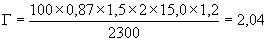 Г = 100×0,87×1,5×2×15,0×1,2 / 2300 = 2,04